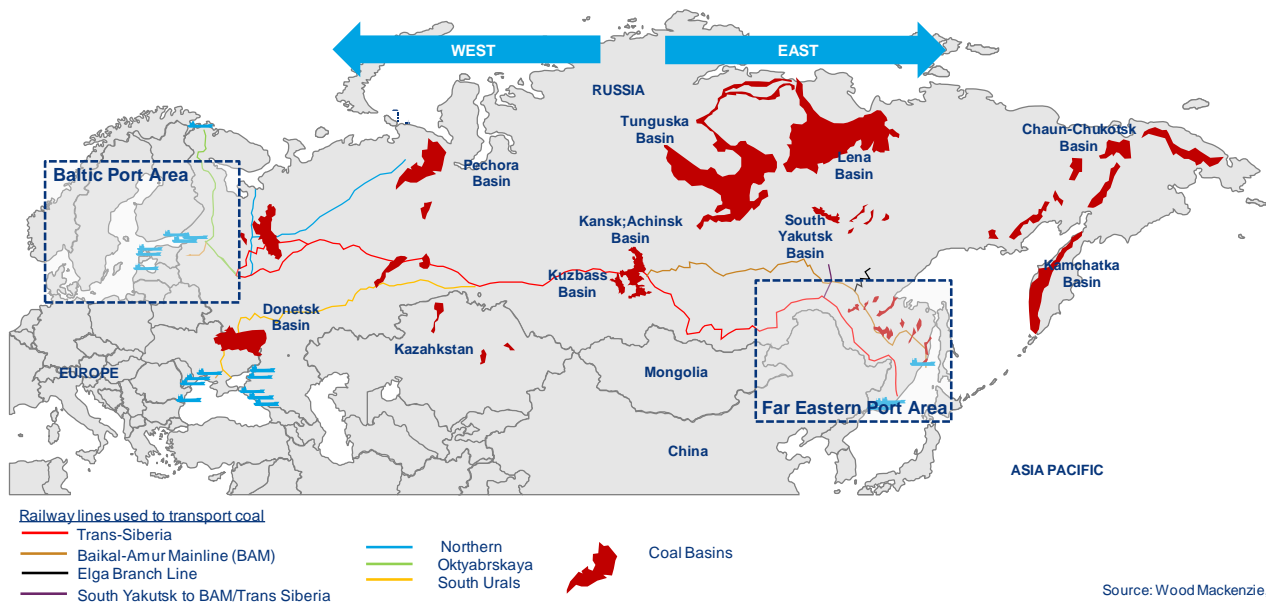 WEST
EAST
RUSSIA
Tunguska
Basin
Chaun-Chukotsk
Basin
Baltic Port Area
Pechora
Basin
Lena
Basin
Kansk;Achinsk
Basin
South
Yakutsk
Basin
Kuzbass
Basin
Kamchatka
Basin
Donetsk
Basin
Kazahkstan
EUROPE
Mongolia
Far Eastern Port Area
China
ASIA PACIFIC
Railway lines used to transport coal
Trans-Siberia
Baikal-Amur Mainline (BAM)
Elga Branch Line
South Yakutsk to BAM/Trans Siberia
Northern
Oktyabrskaya
South Urals
Coal Basins
Source: Wood Mackenzie